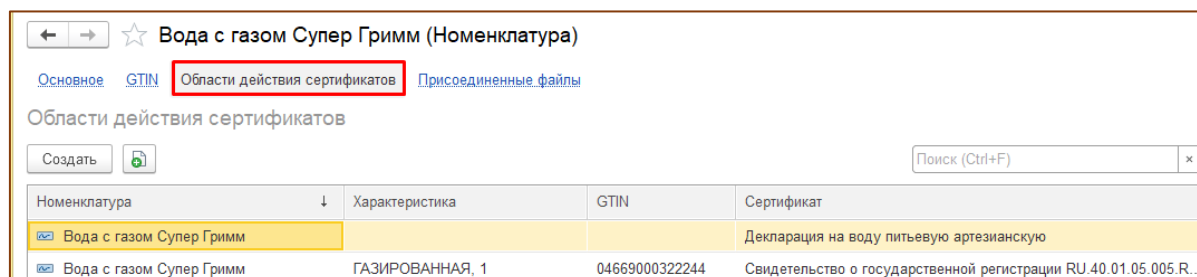 Вода с газом Супер Гримм (Номенклатура)
Основное GTIN Области действия сертификатов Присоединенные файлы
Области действия сертификатов
Создать Поиск (Ctrl+F) ×
Номенклатура ↓ Характеристика GTIN Сертификат
Вода с газом Супер Гримм Декларация на воду питьевую артезианскую
Вода с газом Супер Гримм ГАЗИРОВАННАЯ, 1 04669000322244 Свидетельство о государственной регистрации RU.40.01.05.005.R...